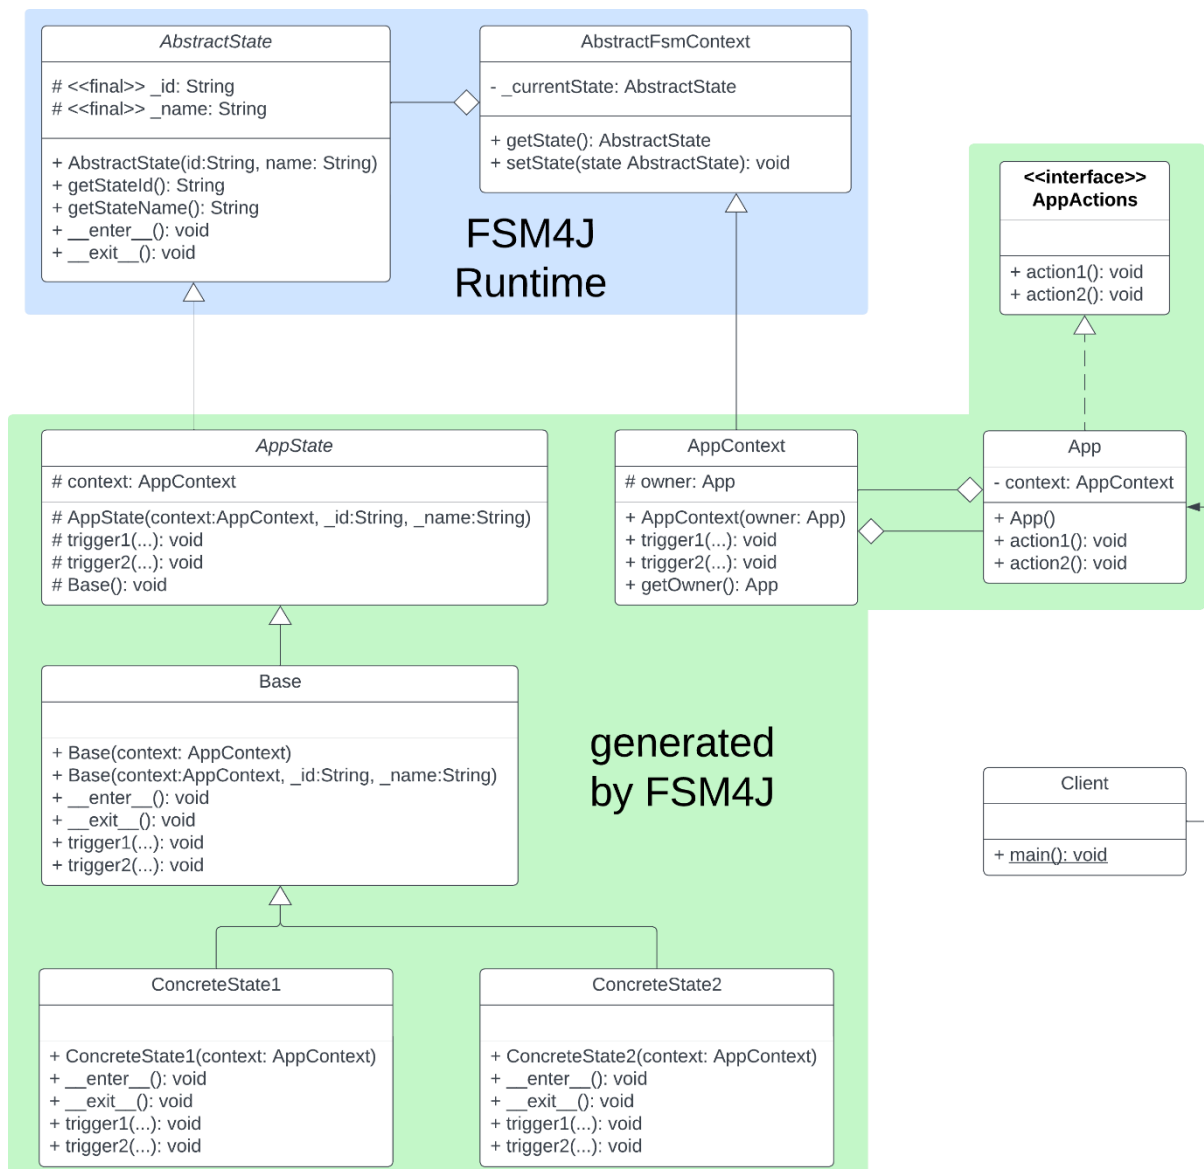 AbstractState
# <<final>> _id: String
# <<final>> _name: String
+ AbstractState(id:String, name: String)
+ getStateId(): String
+ getStateName(): String
+ __enter__(): void
+ __exit__(): void
AbstractFsmContext
- _currentState: AbstractState
+ getState(): AbstractState
+ setState(state AbstractState): void
FSM4J
Runtime
<<interface>>
AppActions
+ action1(): void
+ action2(): void
AppState
# context: AppContext
# AppState(context:AppContext, _id:String, _name:String)
# trigger1(...): void
# trigger2(...): void
# Base(): void
AppContext
# owner: App
+ AppContext(owner: App)
+ trigger1(...): void
+ trigger2(...): void
+ getOwner(): App
App
- context: AppContext
+ App()
+ action1(): void
+ action2(): void
Base
+ Base(context: AppContext)
+ Base(context:AppContext, _id:String, _name:String)
+ __enter__(): void
+ __exit__(): void
+ trigger1(...): void
+ trigger2(...): void
generated
by FSM4J
Client
+ main(): void
ConcreteState1
+ ConcreteState1(context: AppContext)
+ __enter__(): void
+ __exit__(): void
+ trigger1(...): void
+ trigger2(...): void
ConcreteState2
+ ConcreteState2(context: AppContext)
+ __enter__(): void
+ __exit__(): void
+ trigger1(...): void
+ trigger2(...): void